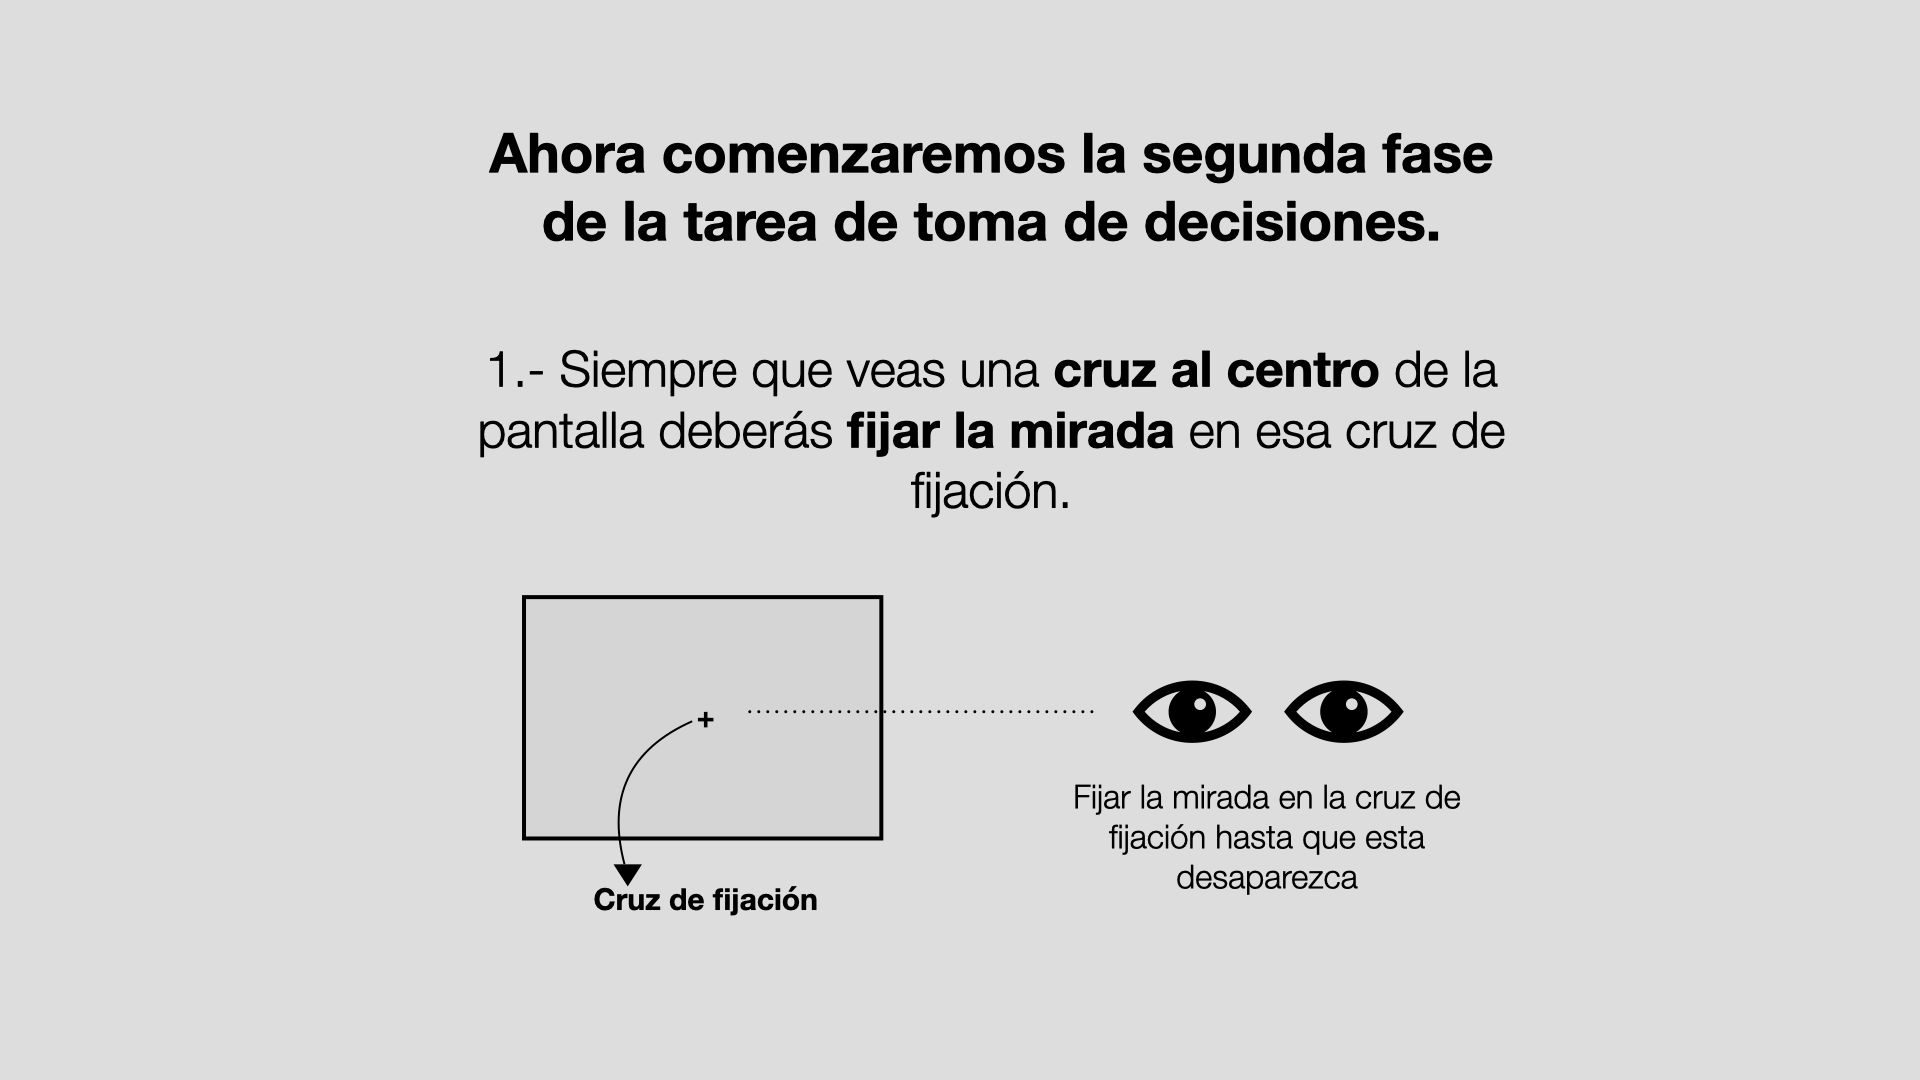 Ahora comenzaremos la segunda fase
de la tarea de toma de decisiones.
1.- Siempre que veas una cruz al centro de la
pantalla deberás fijar la mirada en esa cruz de
fijación.
+
Fijar la mirada en la cruz de
fijación hasta que esta
desaparezca
Cruz de fijación